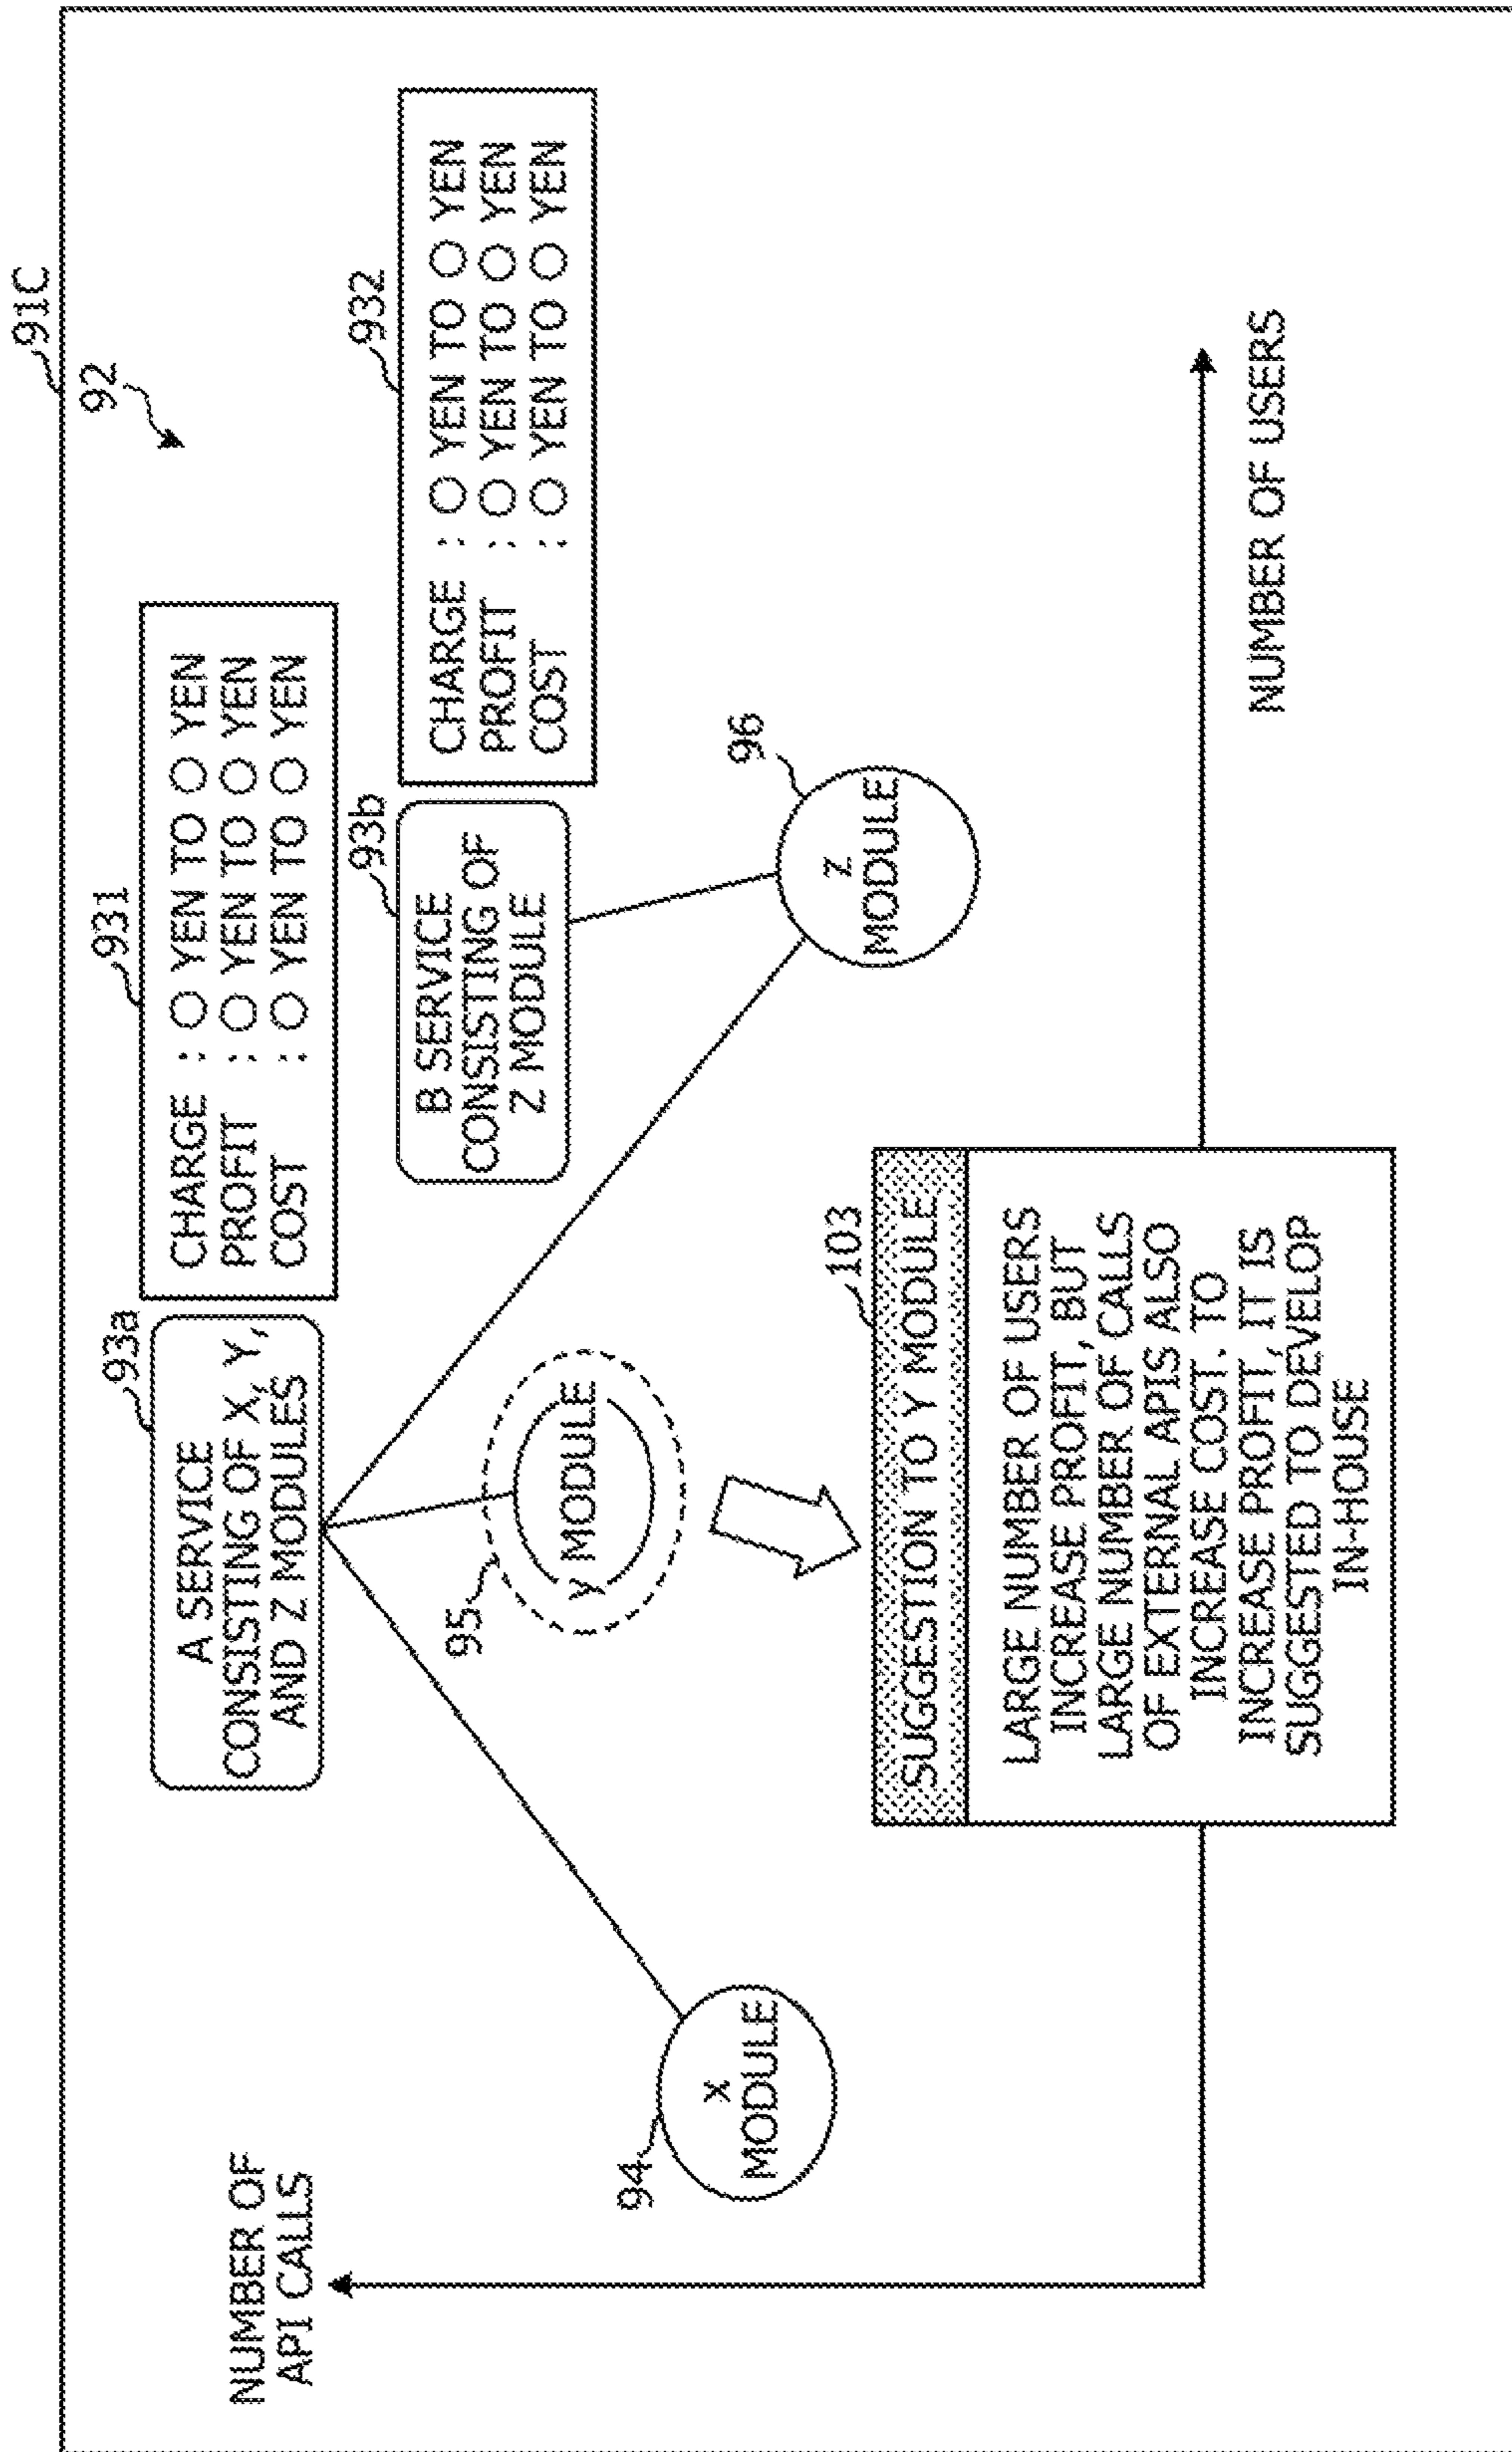 91C
92
NUMBER OF
API CALLS
93a
A SERVICE
CONSISTING OF X, Y,
AND Z MODULES
931
CHARGE : ○ YEN TO ○ YEN
PROFIT : ○ YEN TO ○ YEN
COST : ○ YEN TO ○ YEN
93b
B SERVICE
CONSISTING OF
Z MODULE
932
CHARGE : ○ YEN TO ○ YEN
PROFIT : ○ YEN TO ○ YEN
COST : ○ YEN TO ○ YEN
94
x
MODULE
95
y MODULE
96
z
MODULE
103
SUGGESTION TO Y MODULE
LARGE NUMBER OF USERS
INCREASE PROFIT, BUT
LARGE NUMBER OF CALLS
OF EXTERNAL APIS ALSO
INCREASE COST. TO
INCREASE PROFIT, IT IS
SUGGESTED TO DEVELOP
IN-HOUSE
NUMBER OF USERS